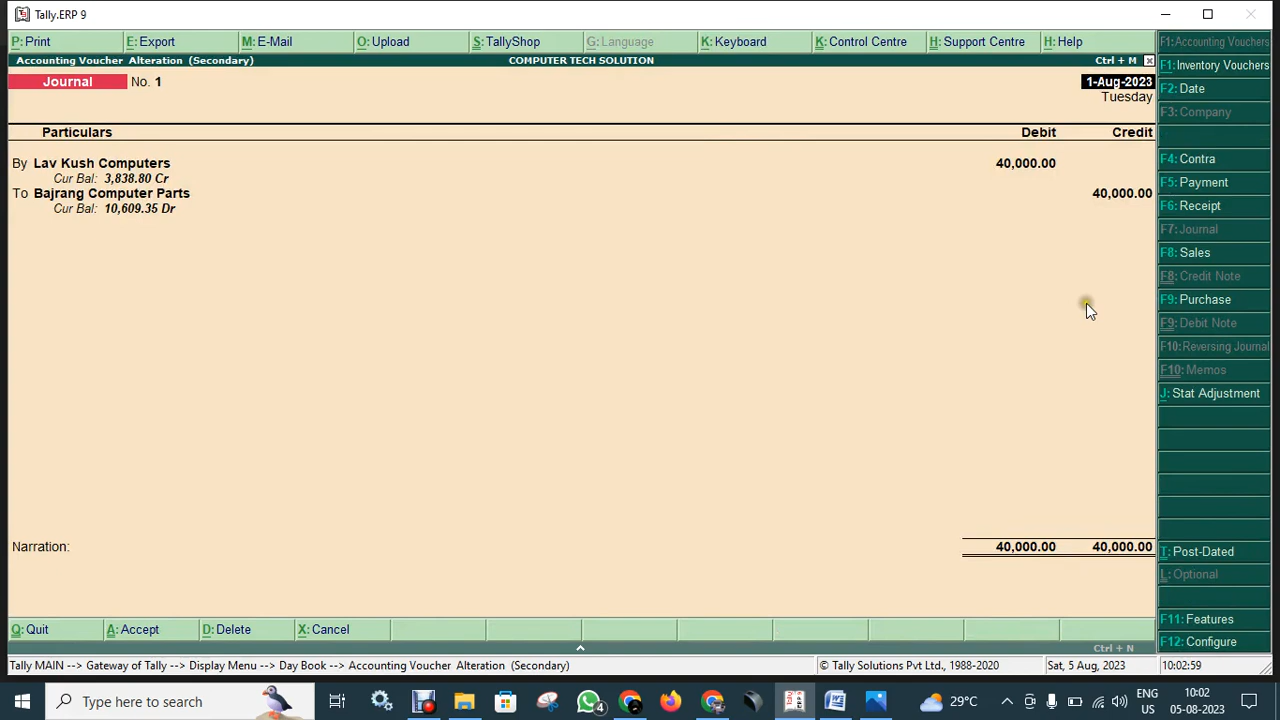 Tally.ERP 9
P: Print E: Export M: E-Mail O: Upload S: TallyShop G: Language K: Keyboard K: Control Centre H: Support Centre H: Help
F1: Accounting Vouchers
Accounting Voucher Alteration (Secondary) COMPUTER TECH SOLUTION Ctrl + M
F1: Inventory Vouchers
Journal No. 1 1-Aug-2023
F2: Date
Tuesday
F3: Company
Particulars Debit Credit
F4: Contra
By Lav Kush Computers 40,000.00
Cur Bal: 3,838.80 Cr
F5: Payment
To Bajrang Computer Parts 40,000.00
Cur Bal: 10,609.35 Dr
F6: Receipt
F7: Journal
F8: Sales
F8: Credit Note
F9: Purchase
F9: Debit Note
F10: Reversing Journal
F10: Memos
J: Stat Adjustment
Narration: 40,000.00 40,000.00
T: Post-Dated
L: Optional
F11: Features
Q: Quit A: Accept D: Delete X: Cancel
F12: Configure
Ctrl + N
Tally MAIN --> Gateway of Tally --> Display Menu --> Day Book --> Accounting Voucher Alteration (Secondary) © Tally Solutions Pvt Ltd., 1988-2020 Sat, 5 Aug, 2023 10:02:59
Type here to search 4 29°C ENG US 10:02 05-08-2023